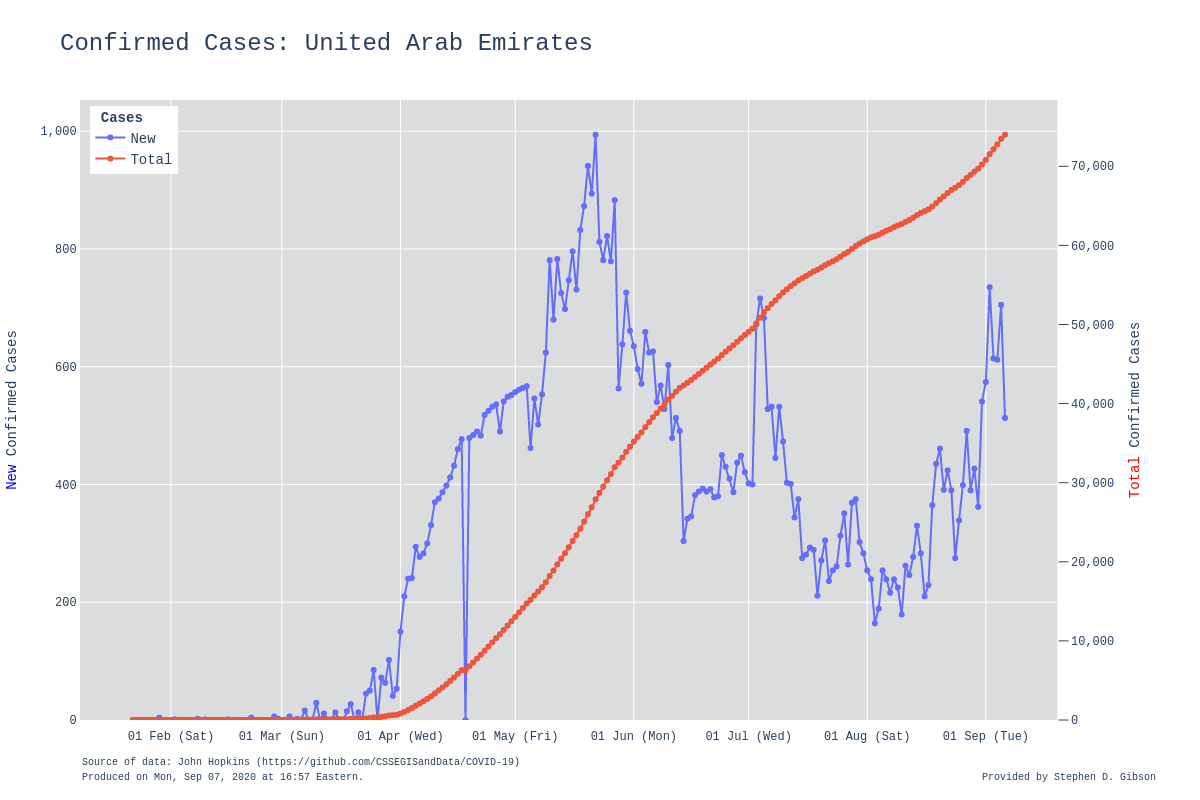 Confirmed Cases: United Arab Emirates
Cases
New
Total
1,000
800
600
400
200
0
70,000
60,000
50,000
40,000
30,000
20,000
10,000
0
New Confirmed Cases
Total Confirmed Cases
01 Feb (Sat) 01 Mar (Sun) 01 Apr (Wed) 01 May (Fri) 01 Jun (Mon) 01 Jul (Wed) 01 Aug (Sat) 01 Sep (Tue)
Source of data: John Hopkins (https://github.com/CSSEGISandData/COVID-19)
Produced on Mon, Sep 07, 2020 at 16:57 Eastern.
Provided by Stephen D. Gibson